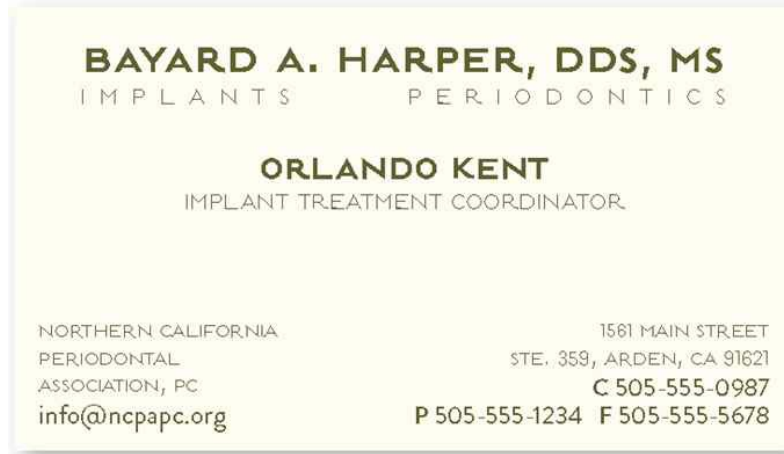 BAYARD A. HARPER, DDS, MS
IMPLANTS PERIODONTICS
ORLANDO KENT
IMPLANT TREATMENT COORDINATOR
NORTHERN CALIFORNIA
PERIODONTAL
ASSOCIATION, PC
info@ncpapc.org
1561 MAIN STREET
STE. 359, ARDEN, CA 91621
C 505-555-0987
P 505-555-1234 F 505-555-5678